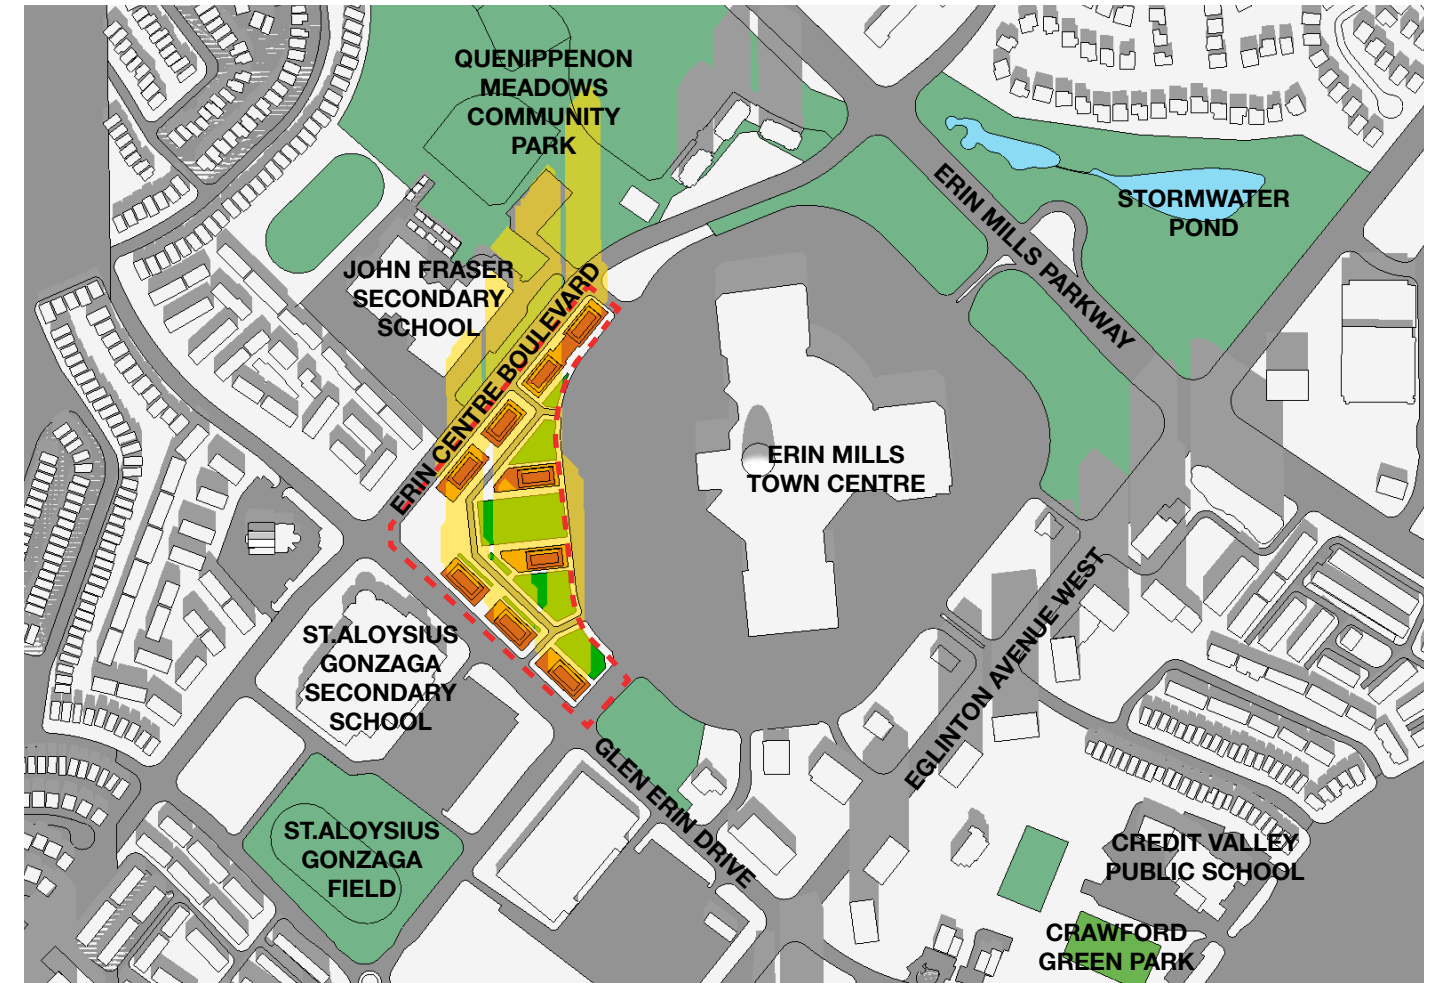 QUENIPPENON
MEADOWS
COMMUNITY
PARK
ERIN MILLS PARKWAY
STORMWATER
POND
JOHN FRASER
SECONDARY
SCHOOL
ERIN CENTRE BOULEVARD
ERIN MILLS
TOWN CENTRE
EGLINTON AVENUE WEST
ST.ALOYSIUS
GONZAGA
SECONDARY
SCHOOL
GLEN ERIN DRIVE
ST.ALOYSIUS
GONZAGA
FIELD
CREDIT VALLEY
PUBLIC SCHOOL
CRAWFORD
GREEN PARK